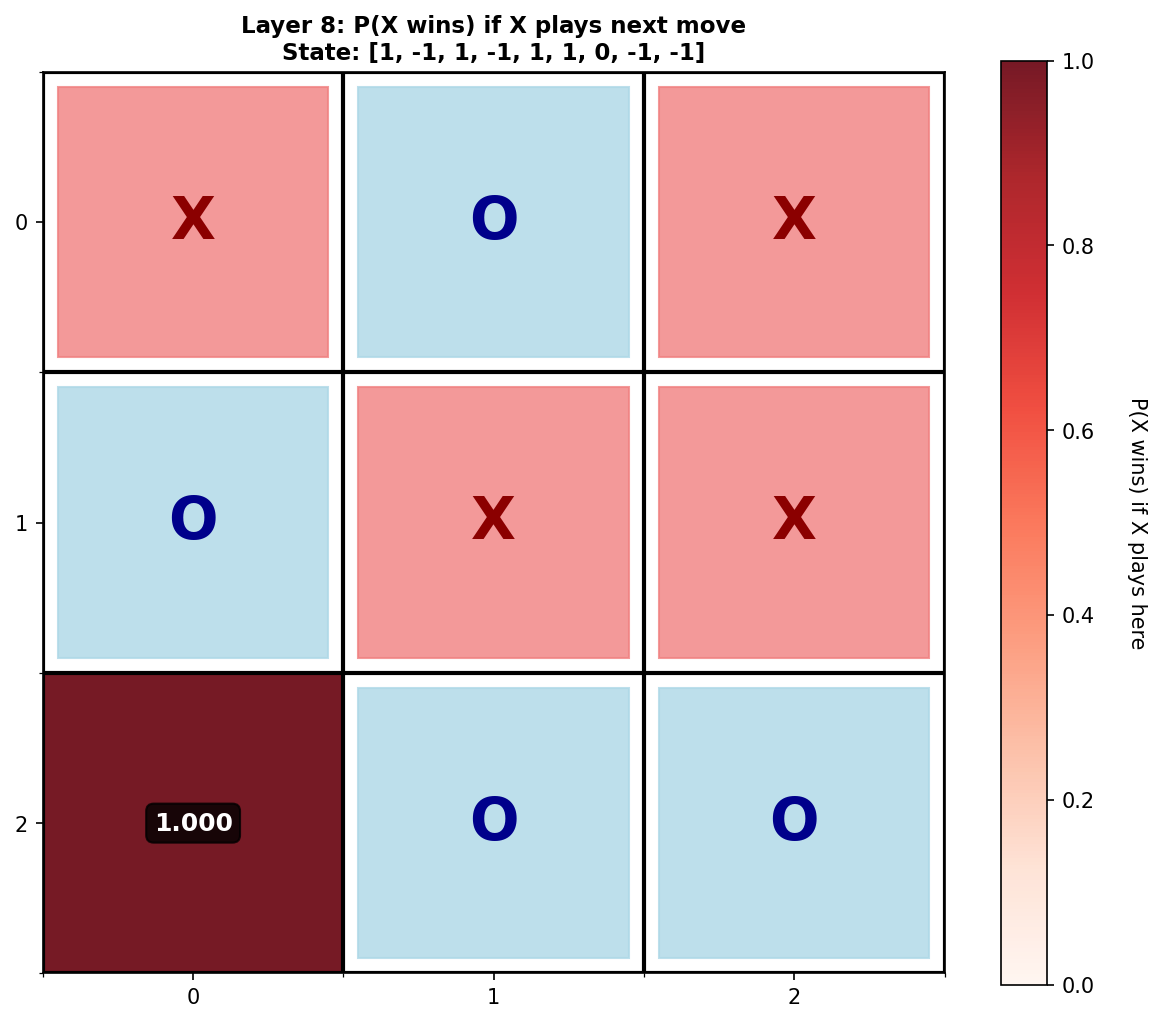 Layer 8: P(X wins) if X plays next move
State: [1, -1, 1, -1, 1, 1, 0, -1, -1]
0
X
O
X
1
O
X
X
2
1.000
O
O
0
1
2
1.0
0.8
0.6
0.4
0.2
0.0
P(X wins) if X plays here